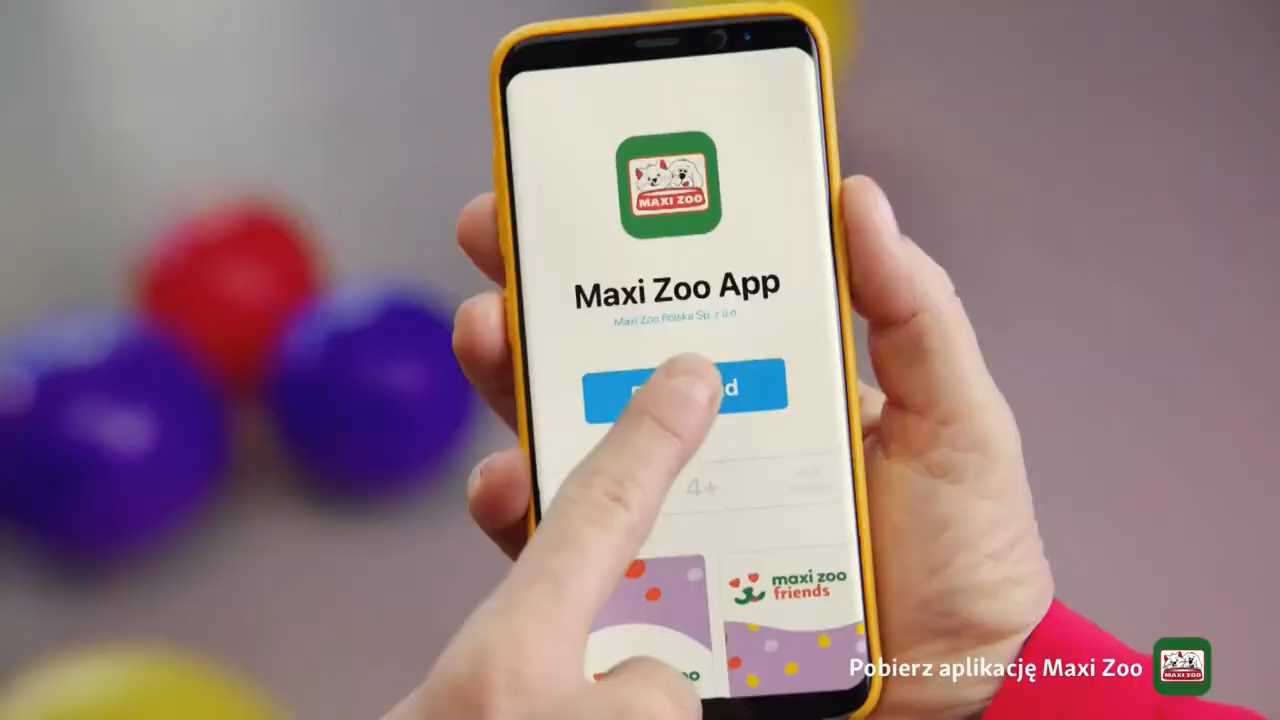 MAXI ZOO
Maxi Zoo App
Maxi Zoo Polska Sp. z o.o
4+
maxi zoo
friends
Pobierz aplikację Maxi Zoo
MAXI ZOO